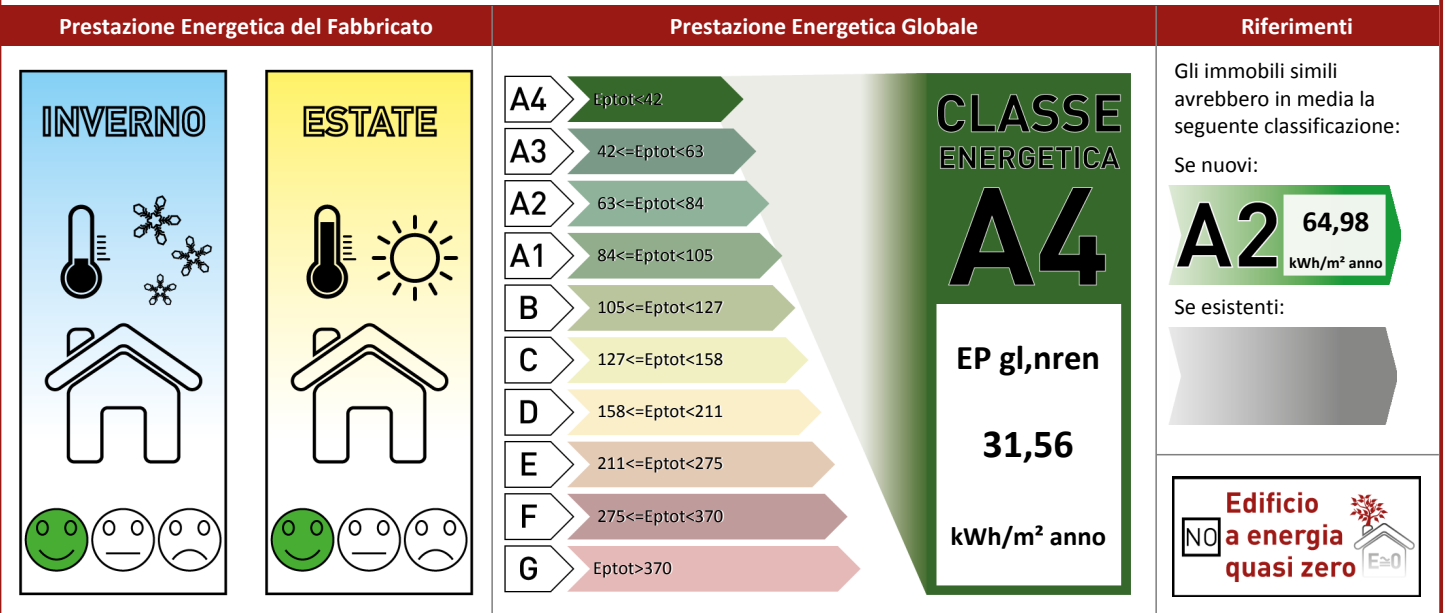 Prestazione Energetica del Fabbricato
INVERNO
ESTATE
Prestazione Energetica Globale
A4 Eptot<42
A3 42<=Eptot<63
A2 63<=Eptot<84
A1 84<=Eptot<105
B 105<=Eptot<127
C 127<=Eptot<158
D 158<=Eptot<211
E 211<=Eptot<275
F 275<=Eptot<370
G Eptot>370
CLASSE
ENERGETICA
A4
EP gl,nren
31,56
kWh/m² anno
Riferimenti
Gli immobili simili
avrebbero in media la
seguente classificazione:
Se nuovi:
A2 64,98
kWh/m² anno
Se esistenti:
Edificio
NO a energia
quasi zero
E≅0